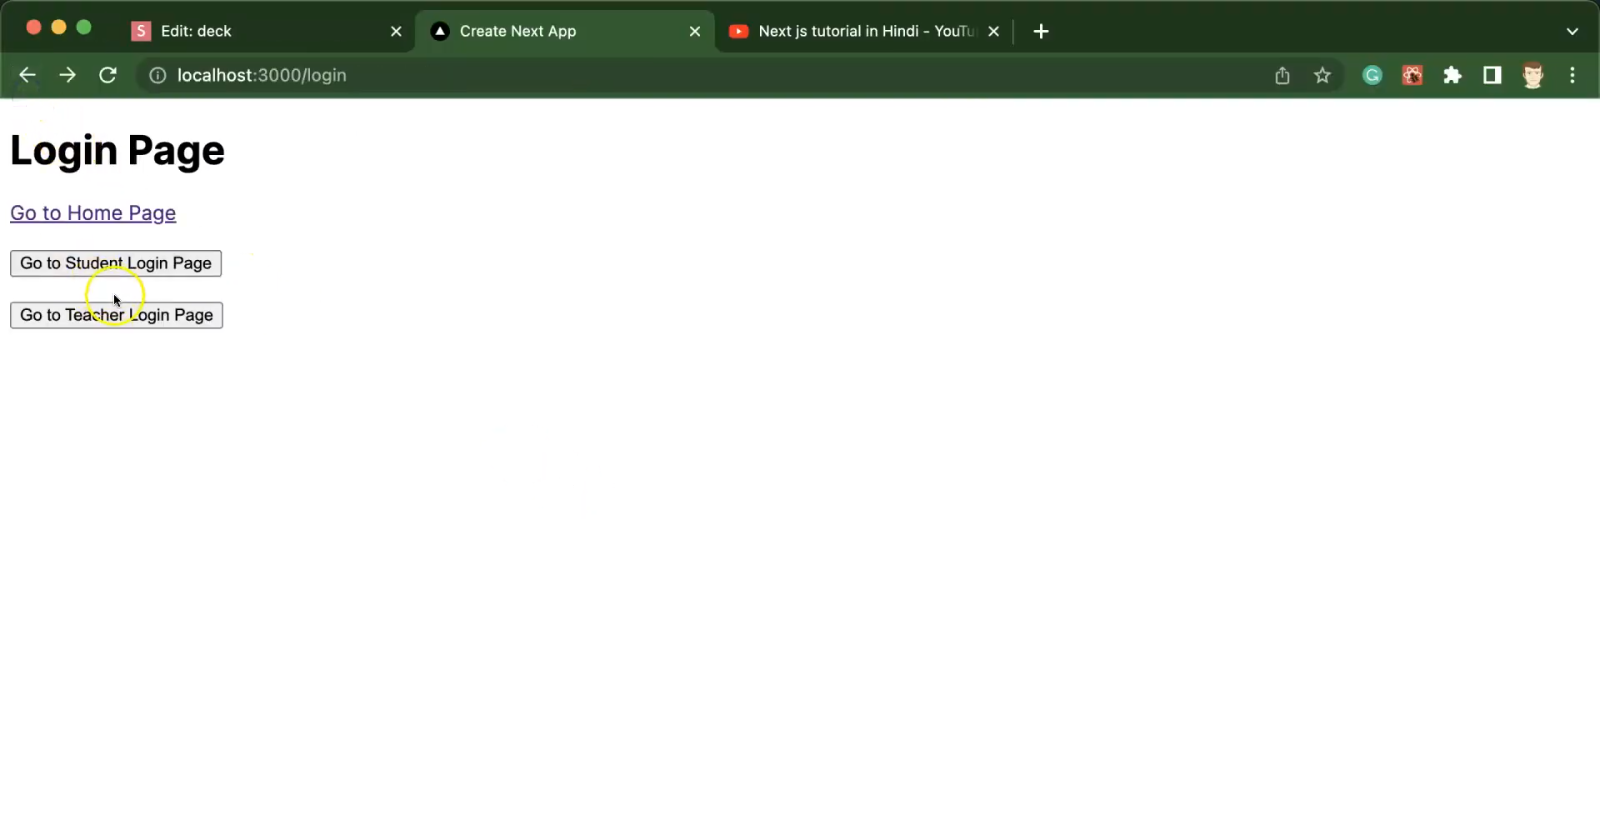 S Edit: deck
Create Next App
Next js tutorial in Hindi - YouTu
localhost:3000/login
Login Page
Go to Home Page
Go to Student Login Page
Go to Teacher Login Page